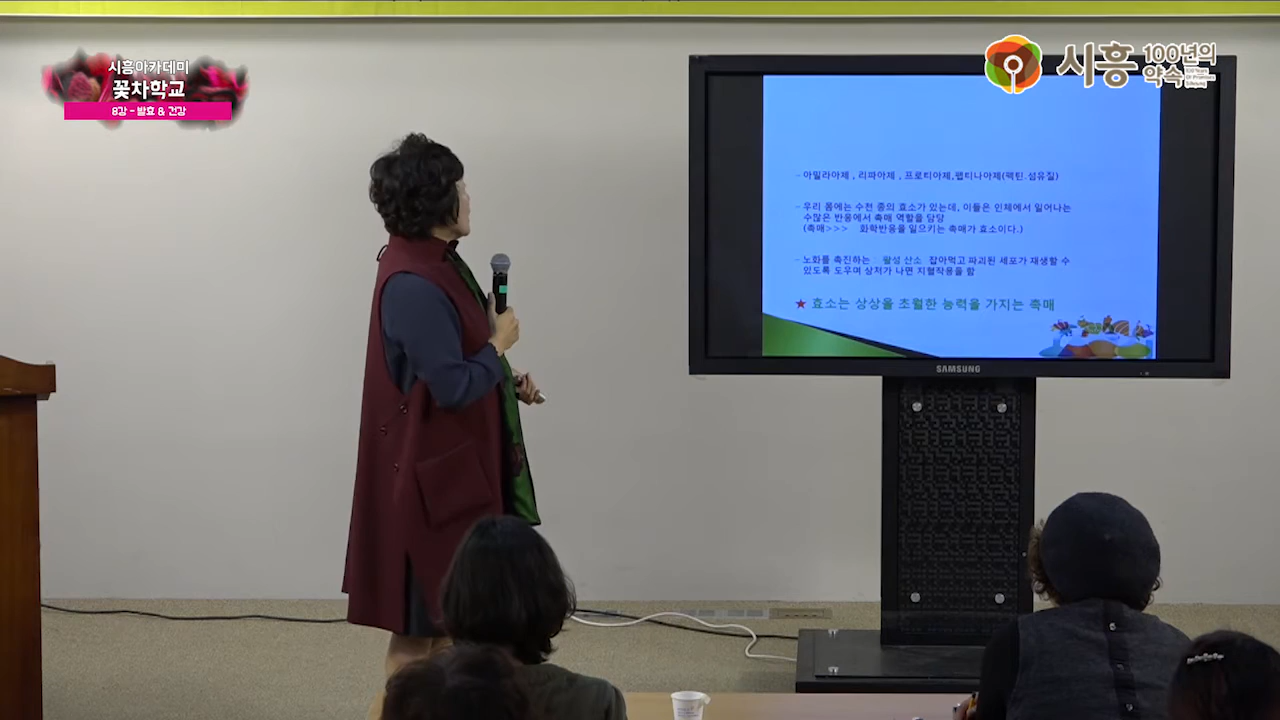 시흥아카데미
꽃차학교
8강 - 발효 & 건강
시흥 100년의 약속
- 아밀라아제 , 리파아제 , 프로티아제,펩티나아제(팩틴.섬유질)
- 우리 몸에는 수천 종의 효소가 있는데, 이들은 인체에서 일어나는
수많은 반응에서 촉매 역할을 담당
(촉매>>> 화학반응을 일으키는 촉매가 효소이다.)
- 노화를 촉진하는 활성 산소 잡아먹고 파괴된 세포가 재생할 수
있도록 도우며 상처가 나면 지혈작용을 함
★ 효소는 상상을 초월한 능력을 가지는 촉매
SAMSUNG